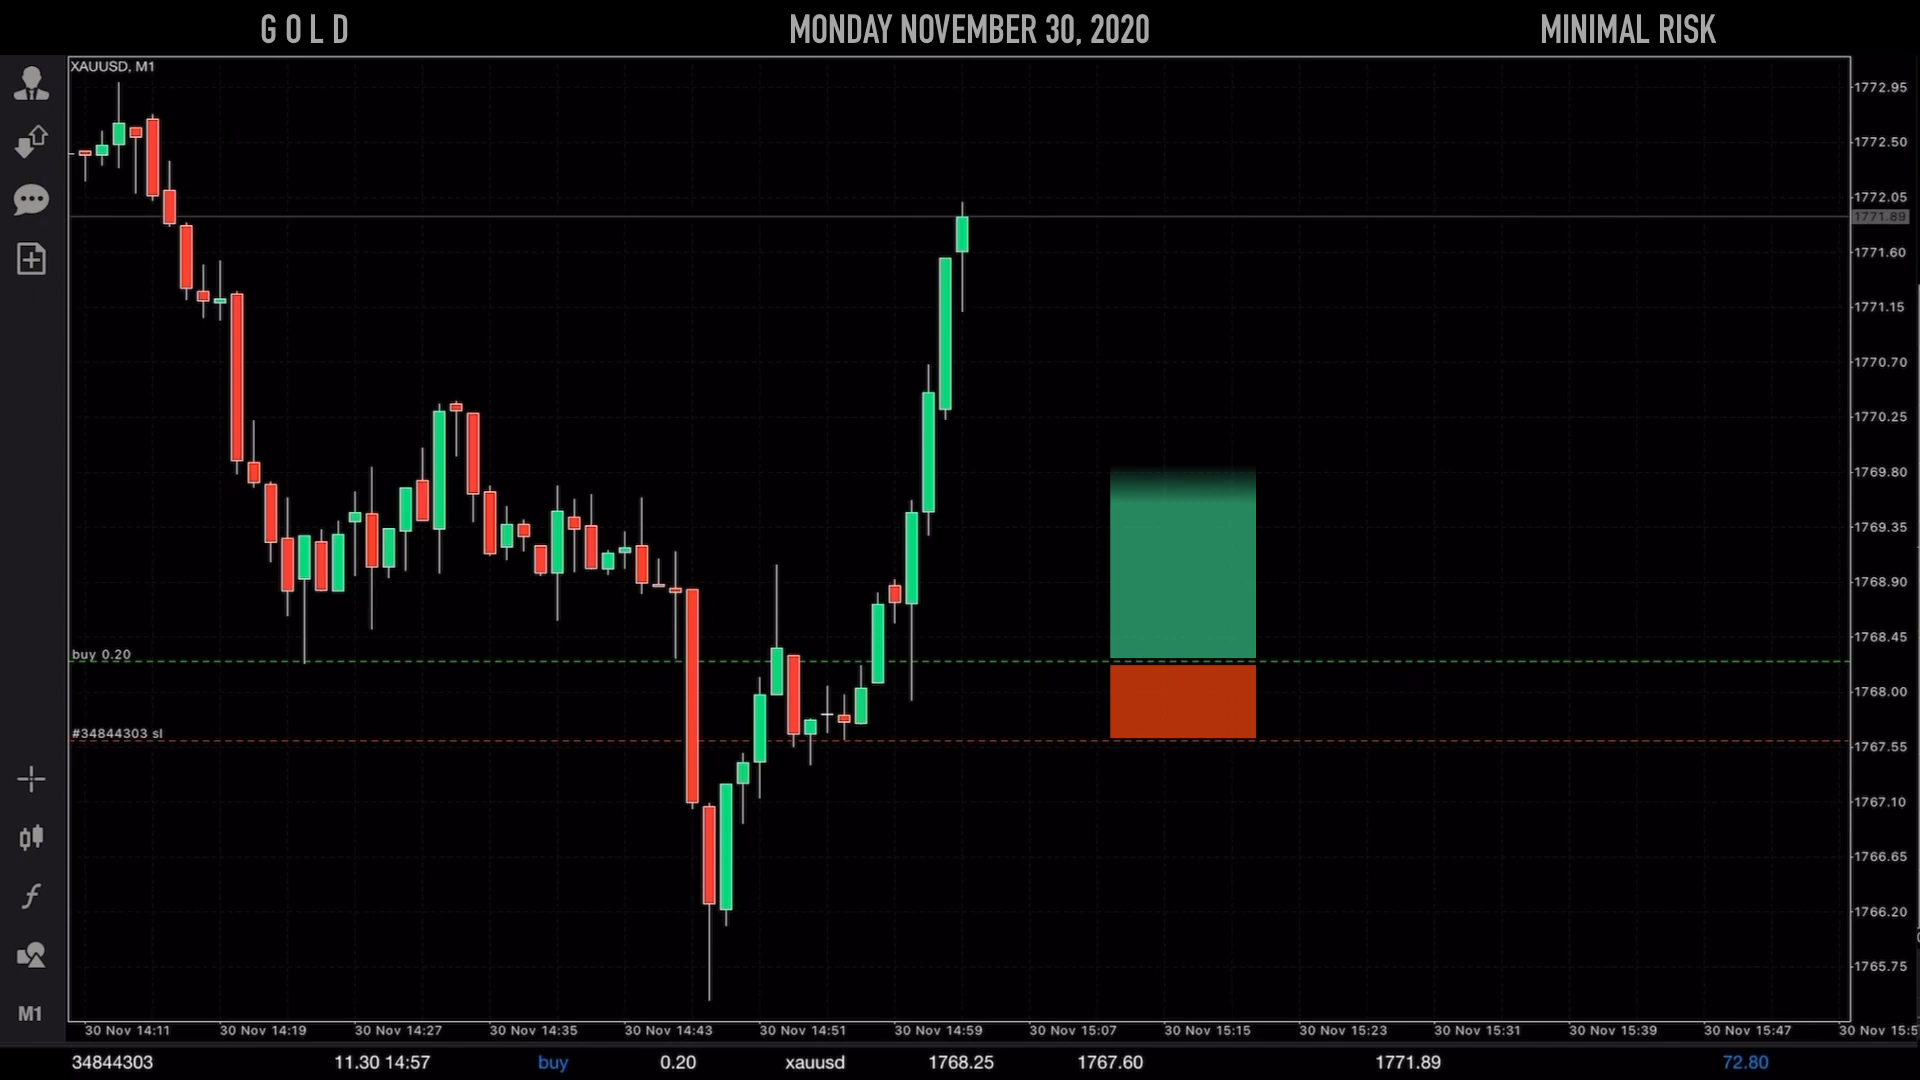 GOLD MONDAY NOVEMBER 30, 2020 MINIMAL RISK
XAUUSD, M1
1772.95
1772.50
1772.05
1771.89
1771.60
1771.15
1770.70
1770.25
1769.80
1769.35
1768.90
1768.45
buy 0.20
1768.00
#34844303 sl
1767.55
1767.10
1766.65
1766.20
1765.75
M1
30 Nov 14:11 30 Nov 14:19 30 Nov 14:27 30 Nov 14:35 30 Nov 14:43 30 Nov 14:51 30 Nov 14:59 30 Nov 15:07 30 Nov 15:15 30 Nov 15:23 30 Nov 15:31 30 Nov 15:39 30 Nov 15:47 30 Nov 15:5
34844303 11.30 14:57 buy 0.20 xauusd 1768.25 1767.60 1771.89 72.80